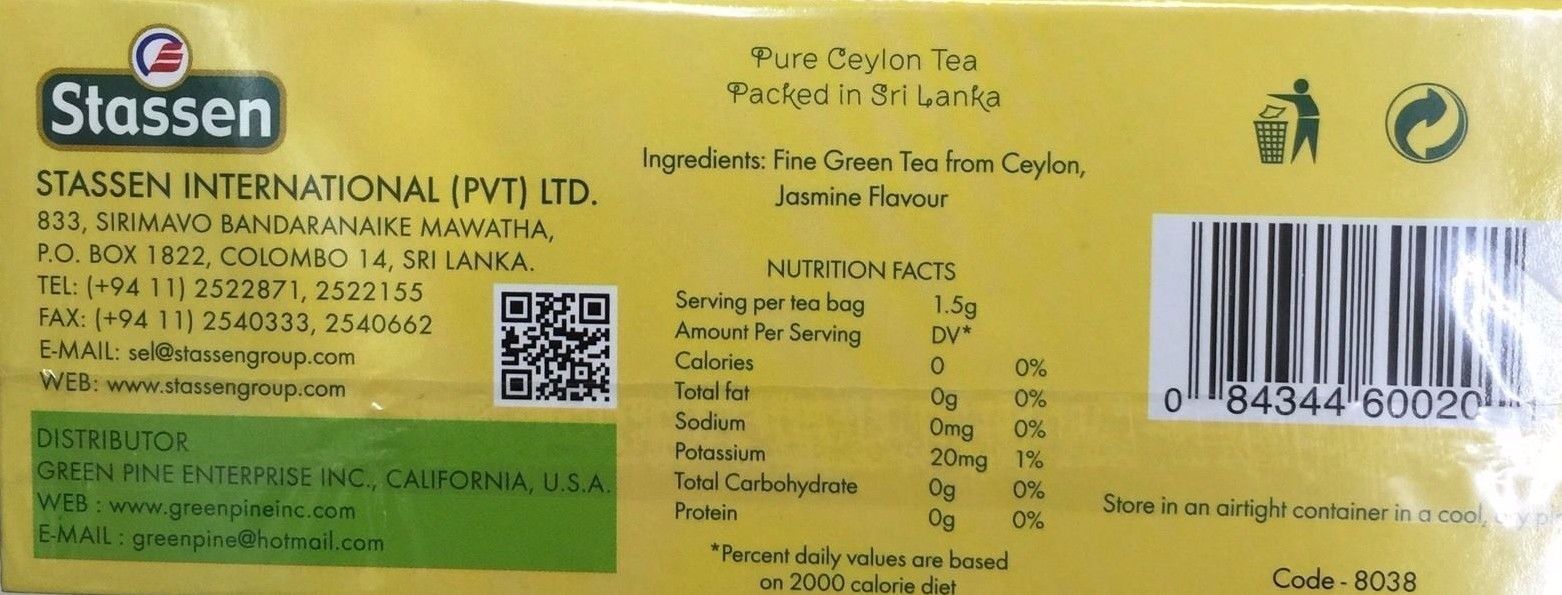 Stassen
STASSEN INTERNATIONAL (PVT) LTD.
833, SIRIMAVO BANDARANAIKE MAWATHA,
P.O. BOX 1822, COLOMBO 14, SRI LANKA.
TEL: (+94 11) 2522871, 2522155
FAX: (+94 11) 2540333, 2540662
E-MAIL: sel@stassengroup.com
WEB: www.stassengroup.com
DISTRIBUTOR
GREEN PINE ENTERPRISE INC., CALIFORNIA, U.S.A.
WEB : www.greenpineinc.com
E-MAIL : greenpine@hotmail.com
Pure Ceylon Tea
Packed in Sri Lanka
Ingredients: Fine Green Tea from Ceylon,
Jasmine Flavour
NUTRITION FACTS
Serving per tea bag 1.5g
Amount Per Serving DV*
Calories 0 0%
Total fat 0g 0%
Sodium 0mg 0%
Potassium 20mg 1%
Total Carbohydrate 0g 0%
Protein 0g 0%
*Percent daily values are based
on 2000 calorie diet
0 84344 60020 1
Store in an airtight container in a cool,
Code - 8038